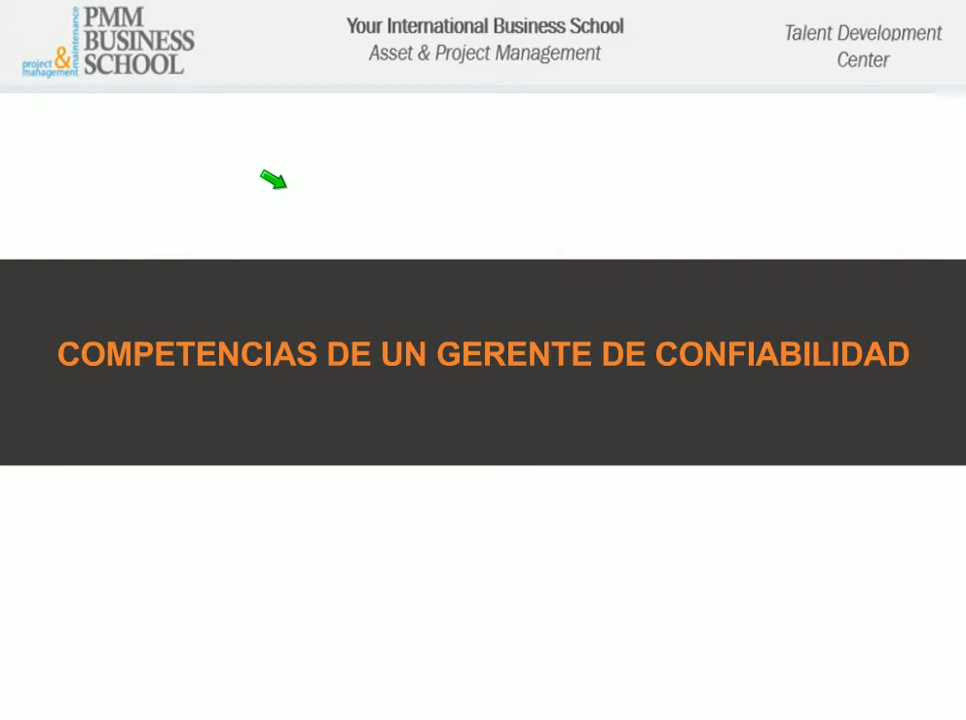 project & management maintenance
PMM
BUSINESS
SCHOOL
Your International Business School
Asset & Project Management
Talent Development
Center
COMPETENCIAS DE UN GERENTE DE CONFIABILIDAD